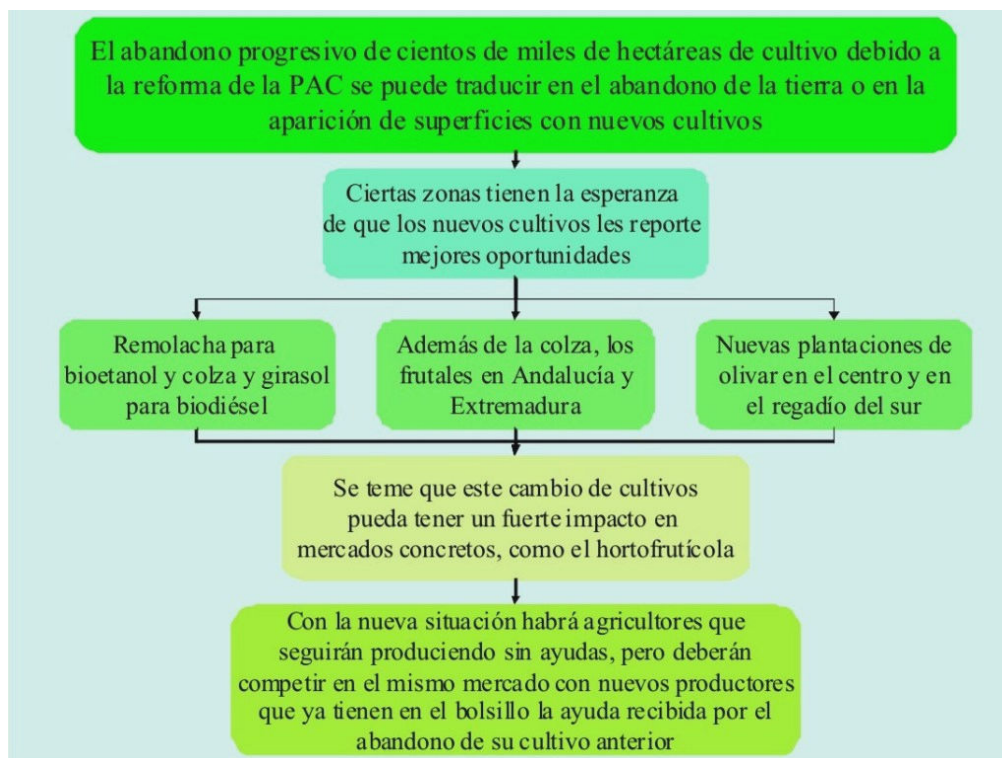 El abandono progresivo de cientos de miles de hectáreas de cultivo debido a
la reforma de la PAC se puede traducir en el abandono de la tierra o en la
aparición de superficies con nuevos cultivos
Ciertas zonas tienen la esperanza
de que los nuevos cultivos les reporte
mejores oportunidades
Remolacha para
bioetanol y colza y girasol
para biodiésel
Además de la colza, los
frutales en Andalucía y
Extremadura
Nuevas plantaciones de
olivar en el centro y en
el regadío del sur
Se teme que este cambio de cultivos
pueda tener un fuerte impacto en
mercados concretos, como el hortofrutícola
Con la nueva situación habrá agricultores que
seguirán produciendo sin ayudas, pero deberán
competir en el mismo mercado con nuevos productores
que ya tienen en el bolsillo la ayuda recibida por el
abandono de su cultivo anterior